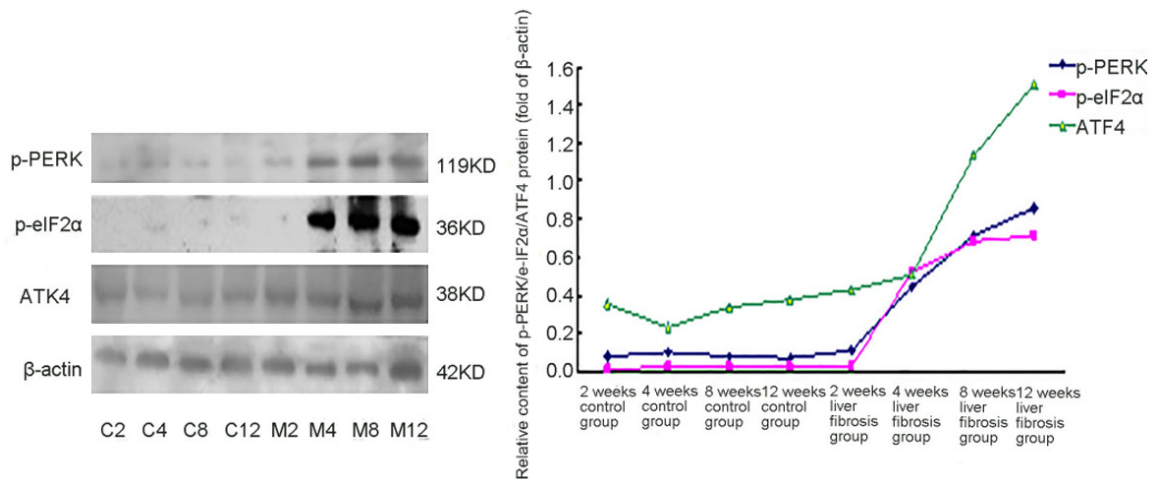 p-PERK
119KD
p-eIF2α
36KD
ATK4
38KD
β-actin
42KD
C2 C4 C8 C12 M2 M4 M8 M12
Relative content of p-PERK/e-IF2α/ATF4 protein (fold of β-actin)
1.6
1.4
1.2
1.0
0.8
0.6
0.4
0.2
0.0
p-PERK
p-eIF2α
ATF4
2 weeks
control
group
4 weeks
control
group
8 weeks
control
group
12 weeks
control
group
2 weeks
liver
fibrosis
group
4 weeks
liver
fibrosis
group
8 weeks
liver
fibrosis
group
12 weeks
liver
fibrosis
group